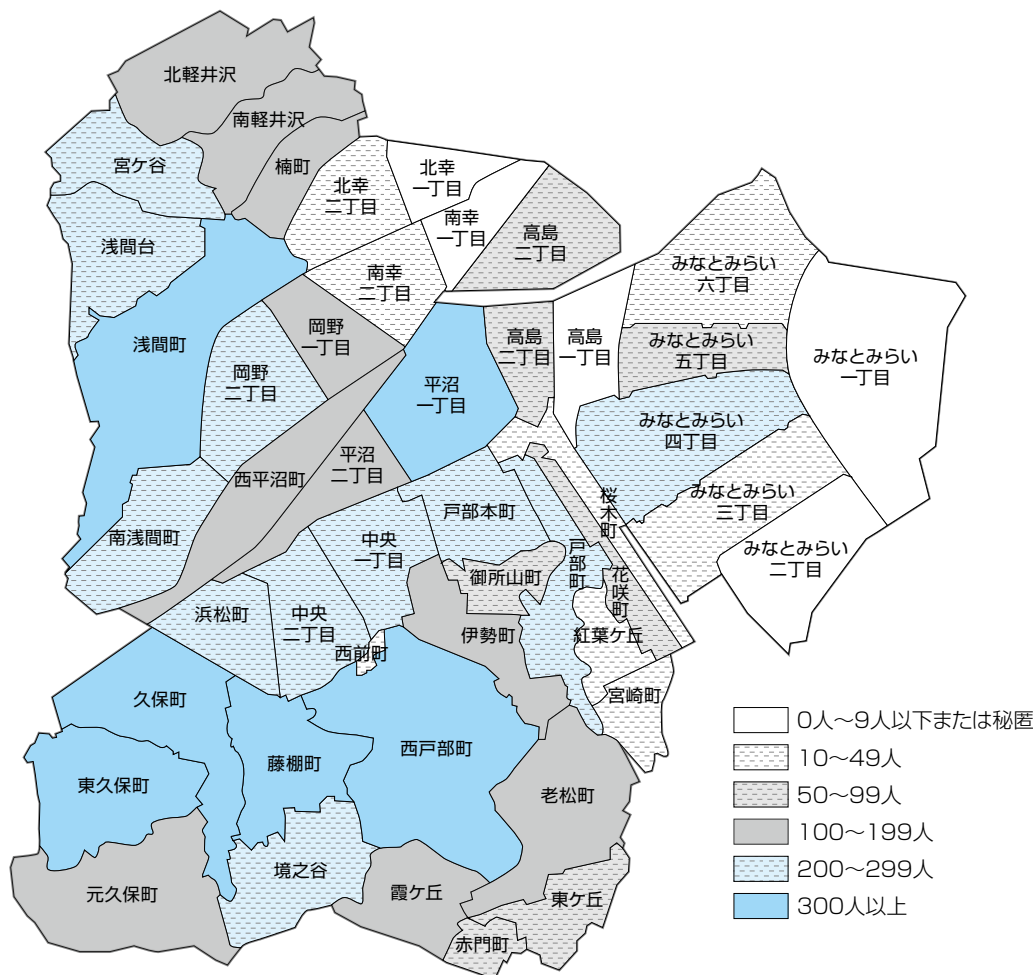 北軽井沢
南軽井沢
宮ケ谷
楠町
北幸
一丁目
北幸
二丁目
南幸
一丁目
高島
二丁目
浅間台
南幸
二丁目
みなとみらい
六丁目
浅間町
岡野
一丁目
高島
二丁目
高島
一丁目
みなとみらい
五丁目
みなとみらい
一丁目
岡野
二丁目
平沼
一丁目
みなとみらい
四丁目
平沼
二丁目
西平沼町
みなとみらい
三丁目
南浅間町
戸部本町
桜木町
中央
一丁目
戸部町
みなとみらい
二丁目
御所山町
花咲町
浜松町
中央
二丁目
伊勢町
紅葉ケ丘
西前町
宮崎町
久保町
藤棚町
西戸部町
東久保町
老松町
境之谷
元久保町
霞ケ丘
東ケ丘
赤門町
0人〜9人以下または秘匿
10〜49人
50〜99人
100〜199人
200〜299人
300人以上